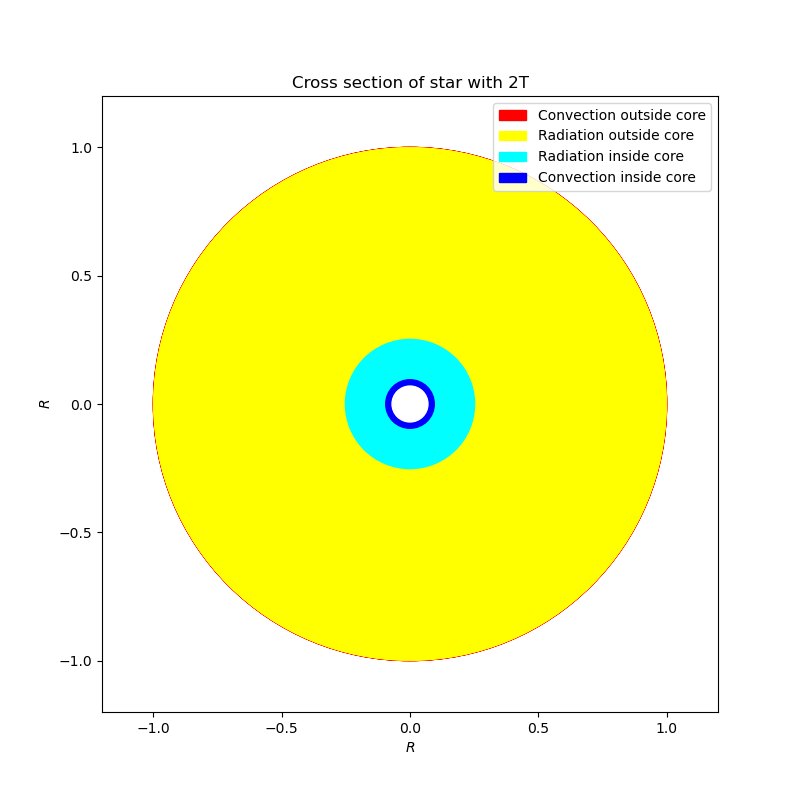 Cross section of star with 2T
Convection outside core
Radiation outside core
Radiation inside core
Convection inside core
1.0
0.5
0.0
−0.5
−1.0
R
−1.0
−0.5
0.0
0.5
1.0
R